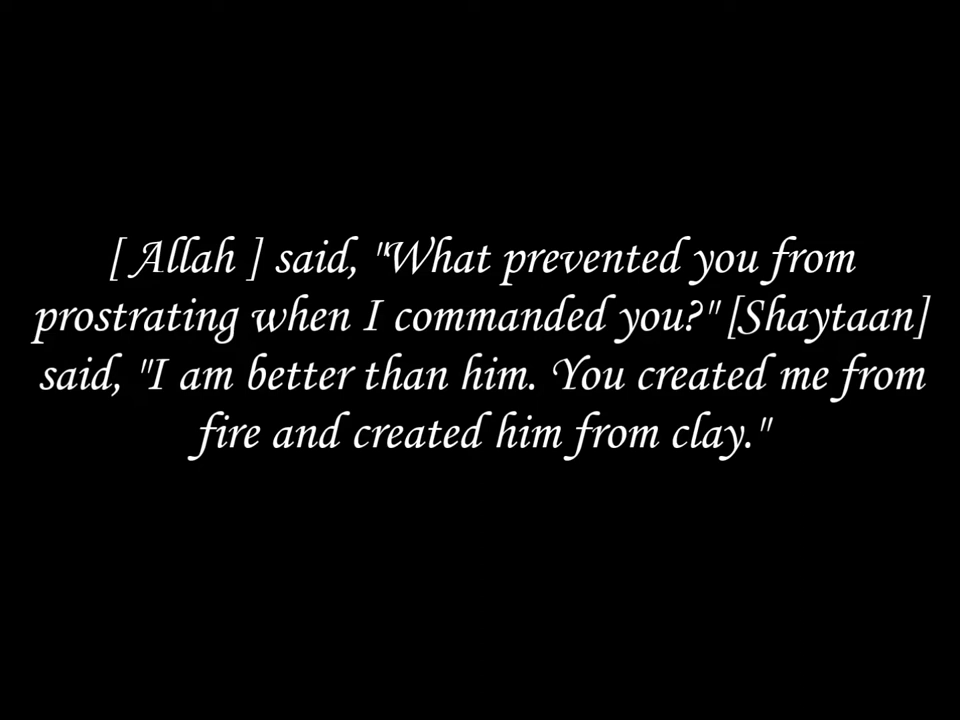 [ Allah ] said, "What prevented you from
prostrating when I commanded you?" [Shaytaan]
said, "I am better than him. You created me from
fire and created him from clay."